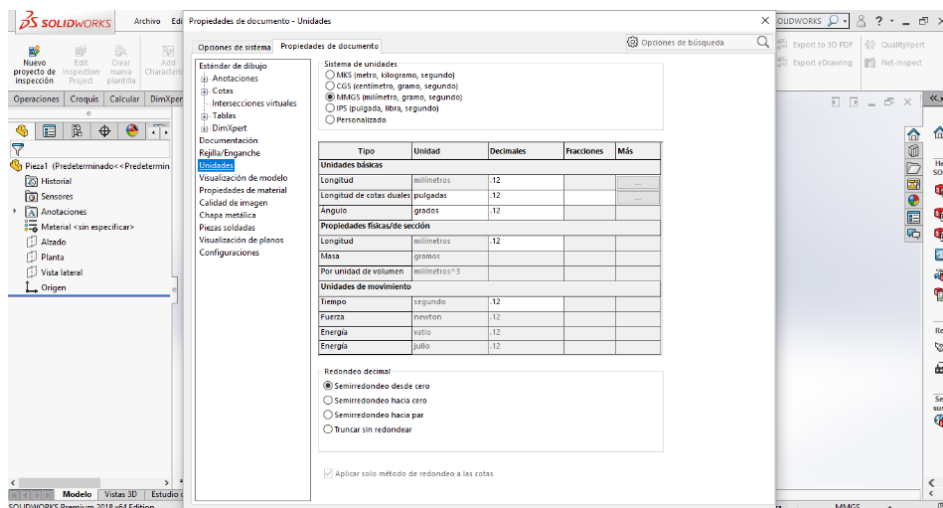 SOLIDWORKS
Archivo
Propiedades de documento - Unidades
Nuevo proyecto de inspección
Edit Inspection Project
Crear nueva plantilla
Add
Operaciones Croquis Calcular
Opciones de sistema Propiedades de documento
Opciones de búsqueda
Export to 3D PDF
Export eDrawing
QualityXpert
Net-Inspect
Pieza1 (Predeterminado<<Predetermin
Historial
Sensores
Anotaciones
Material <sin especificar>
Alzado
Planta
Vista lateral
Origen
Estándar de dibujo
Anotaciones
Cotas
Intersecciones virtuales
Tablas
DimXpert
Documentación
Rejilla/Enganche
Unidades
Visualización de modelo
Propiedades de material
Calidad de imagen
Chapa metálica
Piezas soldadas
Visualización de planos
Configuraciones
Sistema de unidades
MKS (metro, kilogramo, segundo)
CGS (centímetro, gramo, segundo)
MMGS (milímetro, gramo, segundo)
IPS (pulgada, libra, segundo)
Personalizado
Tipo Unidad Decimales Fracciones Más
Unidades básicas
Longitud milímetros .12 ...
Longitud de cotas duales pulgadas .12 ...
Ángulo grados .12
Propiedades físicas/de sección
Longitud milímetros .12
Masa gramos
Por unidad de volumen milímetros^3
Unidades de movimiento
Tiempo segundo .12
Fuerza newton .12
Energía vatio .12
Energía julio .12
Redondeo decimal
Semirredondeo desde cero
Semirredondeo hacia cero
Semirredondeo hacia par
Truncar sin redondear
Aplicar solo método de redondeo a las cotas
Modelo Vistas 3D Estudio
SOLIDWORKS Premium 2018 x64 Edition
MMGS